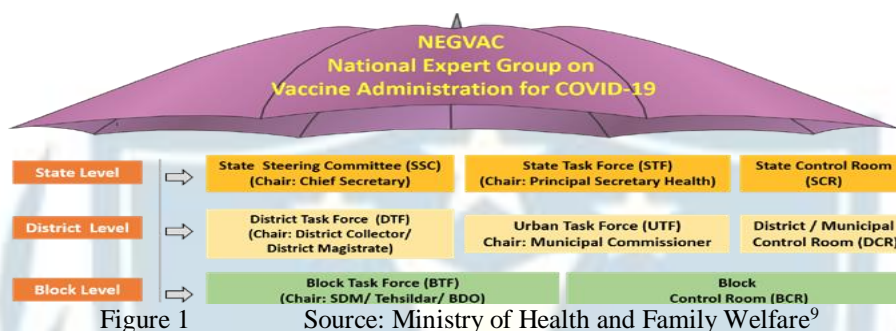 NEGVAC
National Expert Group on
Vaccine Administration for COVID-19
State Level
State Steering Committee (SSC)
(Chair: Chief Secretary)
State Task Force (STF)
(Chair: Principal Secretary Health)
State Control Room
(SCR)
District Level
District Task Force (DTF)
(Chair: District Collector/
District Magistrate)
Urban Task Force (UTF)
Chair: Municipal Commissioner
District / Municipal
Control Room (DCR)
Block Level
Block Task Force (BTF)
(Chair: SDM/ Tehsildar/ BDO)
Block
Control Room (BCR)
Figure 1 Source: Ministry of Health and Family Welfare⁹